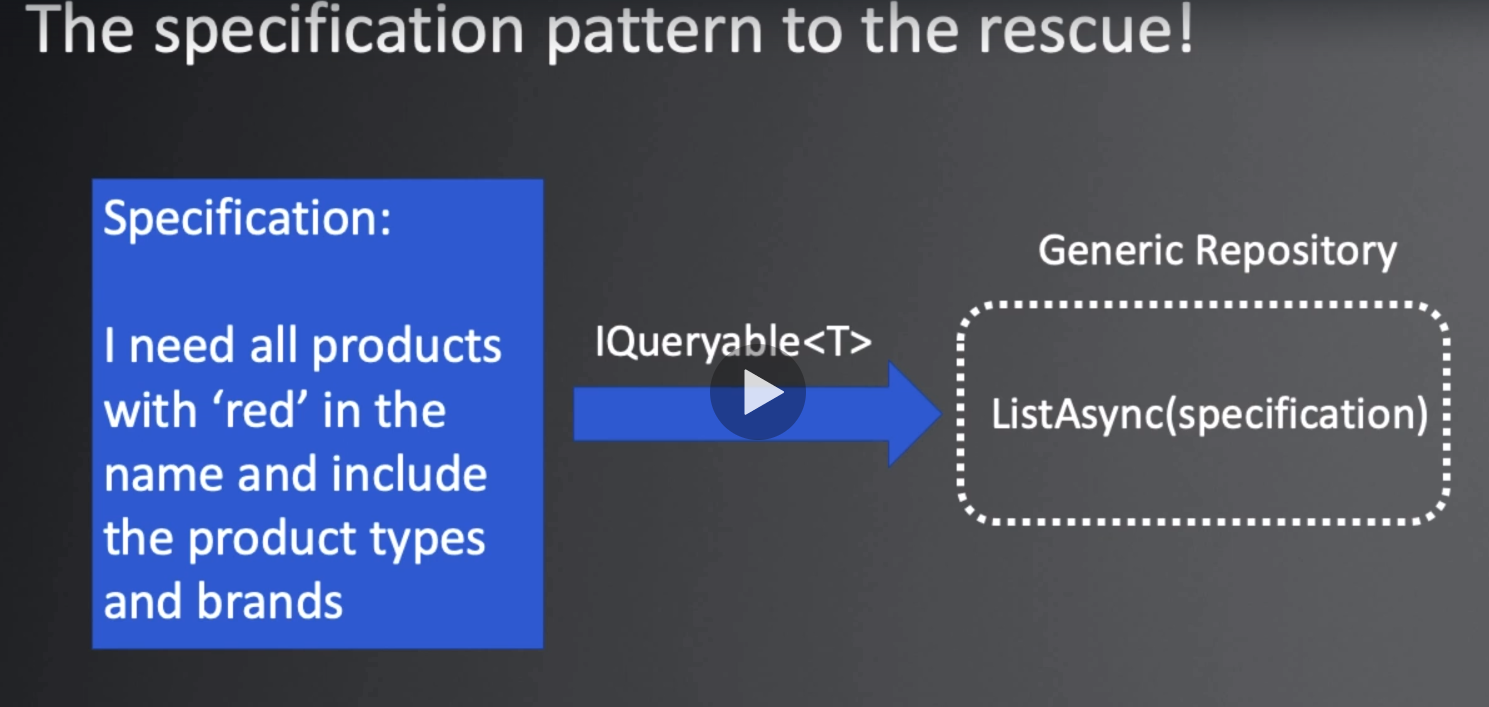 The specification pattern to the rescue!
Specification:
I need all products
with ‘red’ in the
name and include
the product types
and brands
IQueryable<T>
Generic Repository
ListAsync(specification)